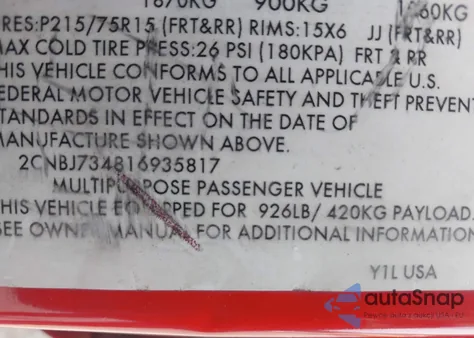 1870KG 900KG 1060KG
RES:P215/75R15 (FRT&RR) RIMS:15X6 JJ (FRT&RR)
MAX COLD TIRE PRESS:26 PSI (180KPA) FRT & RR
HIS VEHICLE CONFORMS TO ALL APPLICABLE U.S.
EDERAL MOTOR VEHICLE SAFETY AND THEFT PREVENT
STANDARDS IN EFFECT ON THE DATE OF
MANUFACTURE SHOWN ABOVE.
2CNBJ734816935817
MULTIPURPOSE PASSENGER VEHICLE
HIS VEHICLE EQUIPPED FOR 926LB/ 420KG PAYLOAD.
SEE OWNER MANUAL FOR ADDITIONAL INFORMATION
Y1L USA
autoSnap